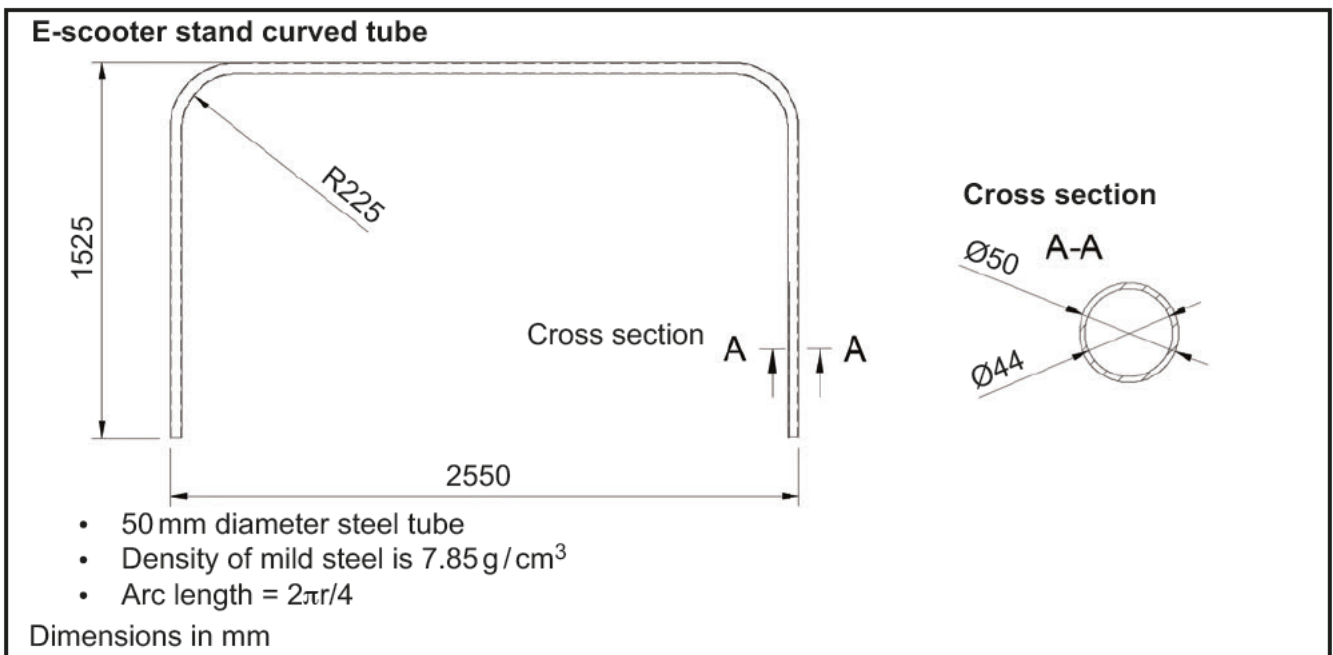 E-scooter stand curved tube
R225
1525
Cross section
A-A
Ø50
Ø44
Cross section
A A
2550
• 50 mm diameter steel tube
• Density of mild steel is 7.85 g / cm³
• Arc length = 2πr/4
Dimensions in mm